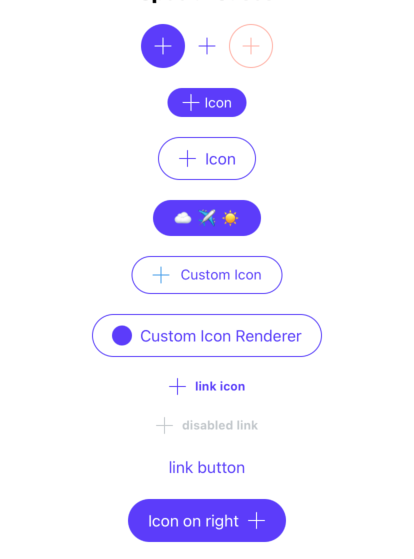 Icon
Icon
Custom Icon
Custom Icon Renderer
link icon
disabled link
link button
Icon on right